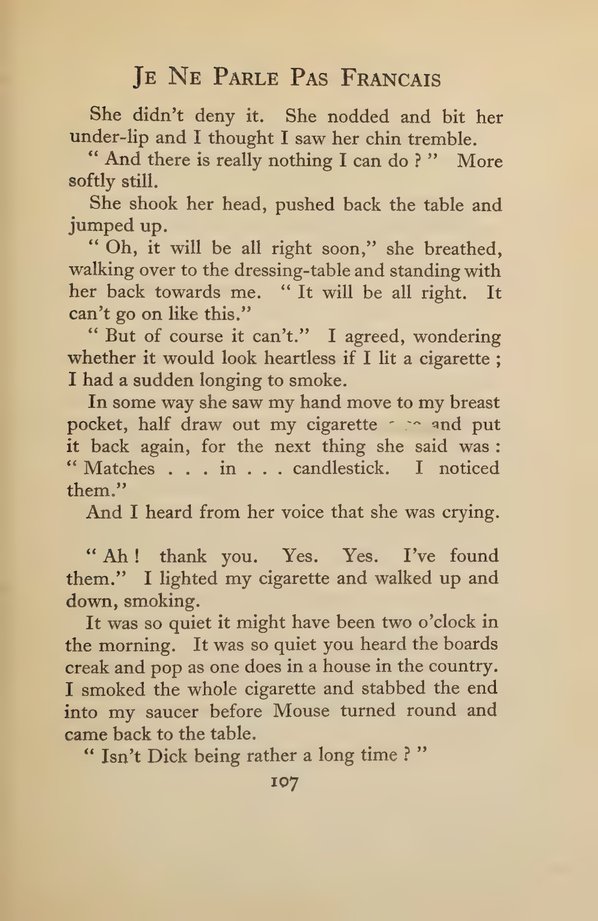 Je Ne Parle Pas Francais
She didn't deny it. She nodded and bit her
under-lip and I thought I saw her chin tremble.
“ And there is really nothing I can do ? ” More
softly still.
She shook her head, pushed back the table and
jumped up.
“ Oh, it will be all right soon,” she breathed,
walking over to the dressing-table and standing with
her back towards me. “ It will be all right. It
can't go on like this.”
“ But of course it can't.” I agreed, wondering
whether it would look heartless if I lit a cigarette ;
I had a sudden longing to smoke.
In some way she saw my hand move to my breast
pocket, half draw out my cigarette and put
it back again, for the next thing she said was :
“ Matches . . . in . . . candlestick. I noticed
them.”
And I heard from her voice that she was crying.
“ Ah ! thank you. Yes. Yes. I've found
them.” I lighted my cigarette and walked up and
down, smoking.
It was so quiet it might have been two o'clock in
the morning. It was so quiet you heard the boards
creak and pop as one does in a house in the country.
I smoked the whole cigarette and stabbed the end
into my saucer before Mouse turned round and
came back to the table.
“ Isn't Dick being rather a long time ? ”
107